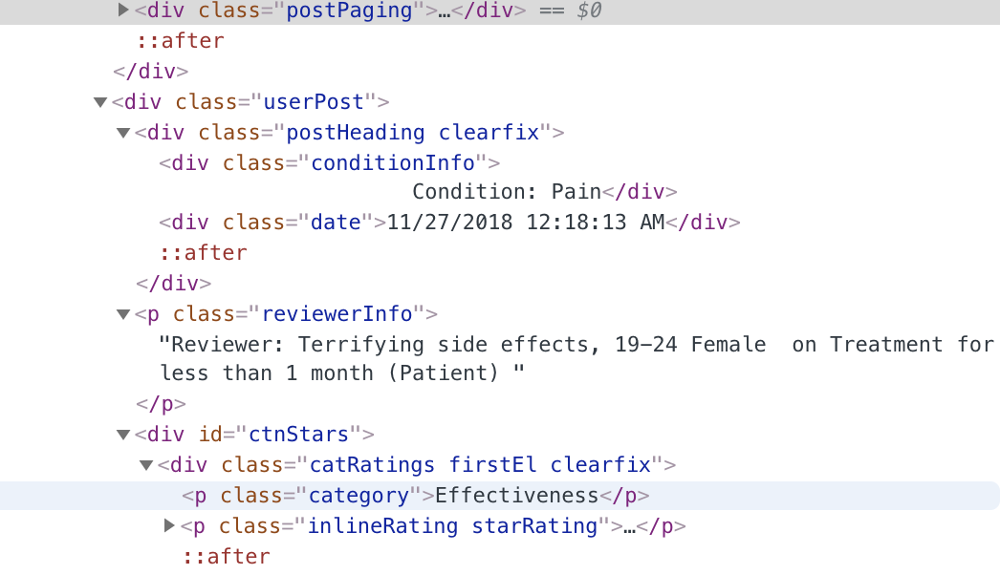 <div class="postPaging">…</div> == $0
::after
</div>
<div class="userPost">
<div class="postHeading clearfix">
<div class="conditionInfo">
Condition: Pain</div>
<div class="date">11/27/2018 12:18:13 AM</div>
::after
</div>
<p class="reviewerInfo">
"Reviewer: Terrifying side effects, 19-24 Female  on Treatment for
less than 1 month (Patient) "
</p>
<div id="ctnStars">
<div class="catRatings firstEl clearfix">
<p class="category">Effectiveness</p>
<p class="inlineRating starRating">…</p>
::after